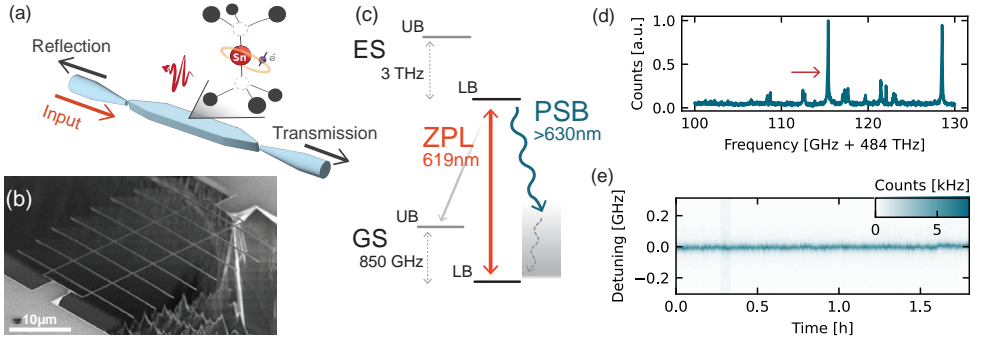 (a)
Reflection
Input
Transmission
Sn
(b)
10µm
(c)
UB
ES
3 THz
LB
ZPL
619nm
PSB
>630nm
UB
GS
850 GHz
LB
(d)
Counts [a.u.]
1.0
0.5
0.0
100
110
120
130
Frequency [GHz + 484 THz]
(e)
Counts [kHz]
0
5
Detuning [GHz]
0.2
0.0
−0.2
0.0
0.5
1.0
1.5
Time [h]